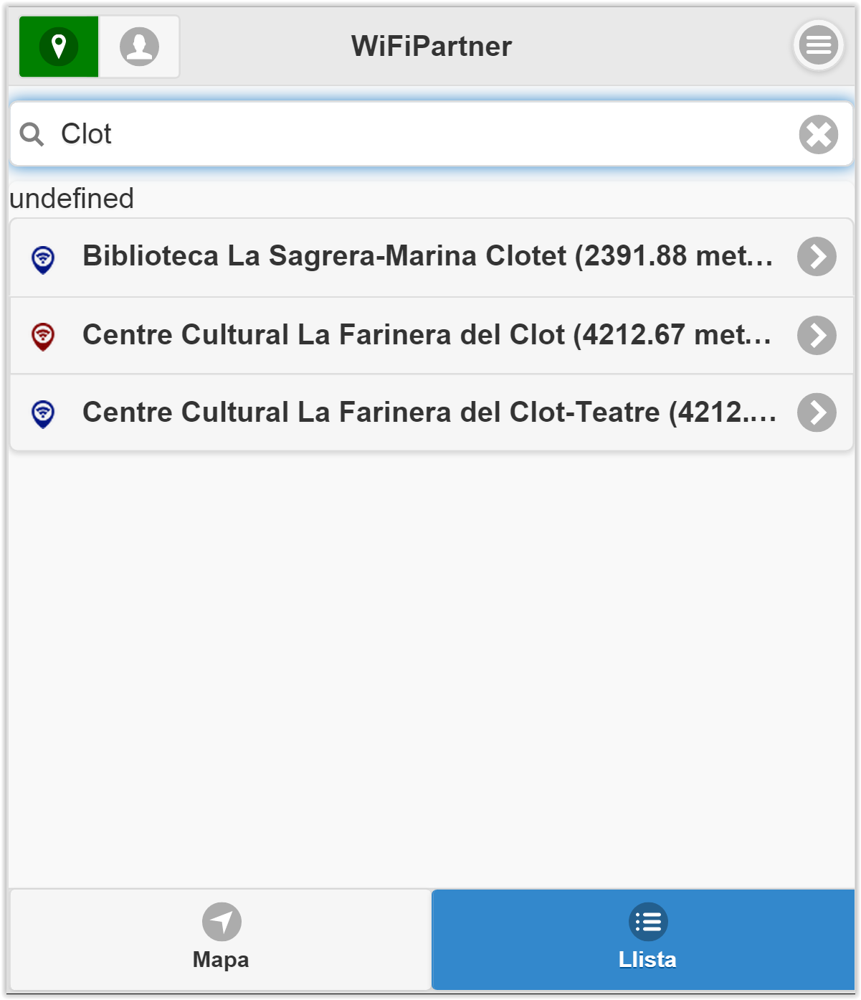 WiFiPartner
Clot
undefined
Biblioteca La Sagrera-Marina Clotet (2391.88 met...
Centre Cultural La Farinera del Clot (4212.67 met...
Centre Cultural La Farinera del Clot-Teatre (4212....
Mapa
Llista